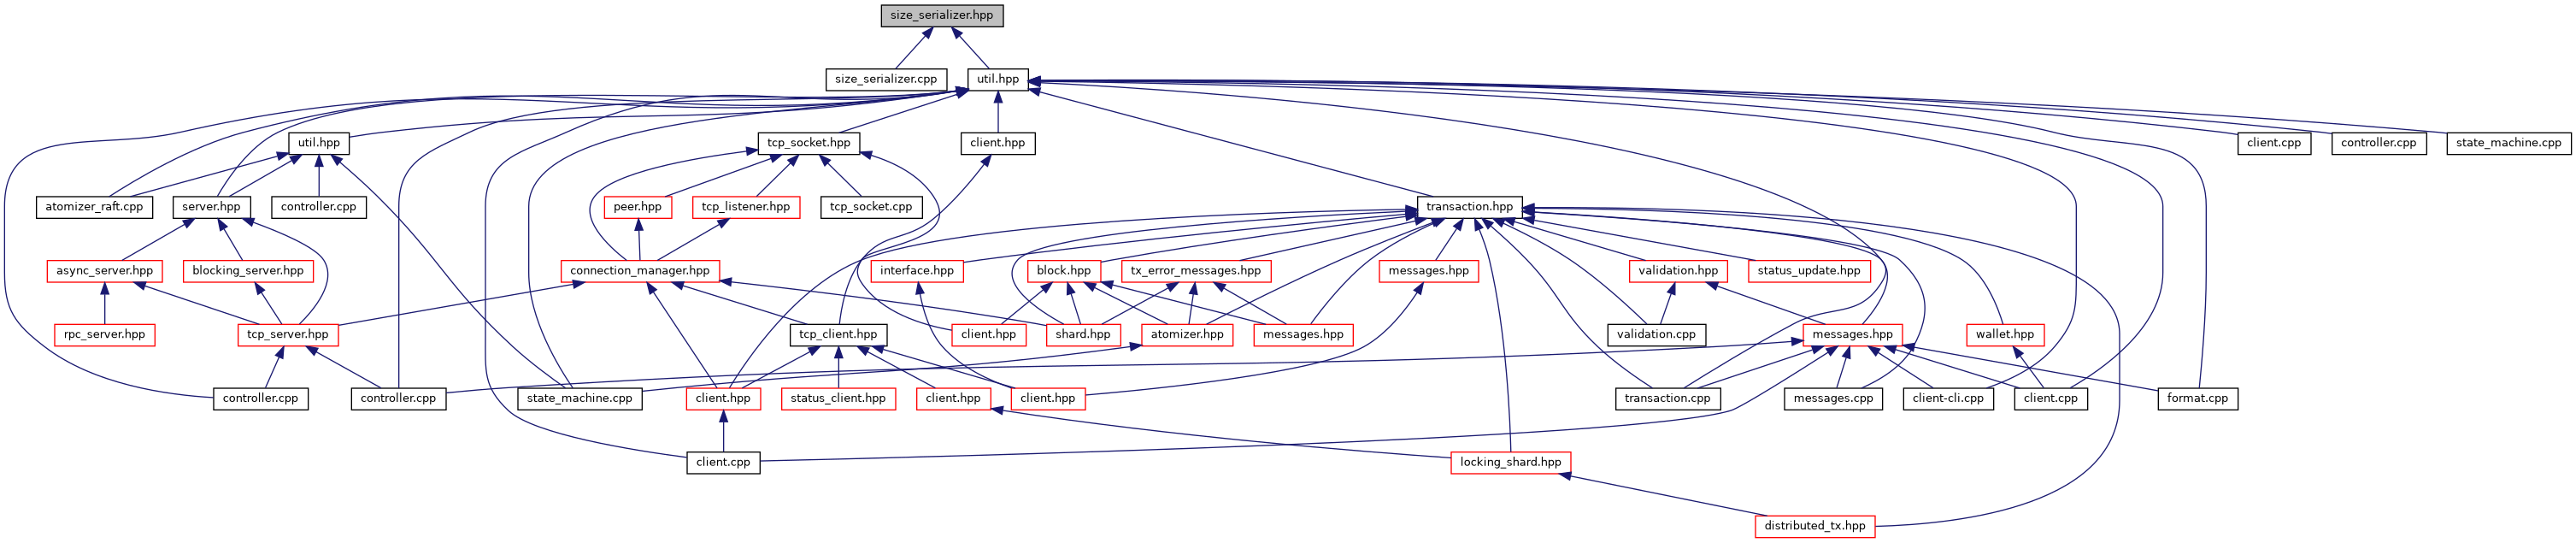 size_serializer.hpp
size_serializer.cpp
util.hpp
util.hpp
tcp_socket.hpp
client.hpp
client.cpp
controller.cpp
state_machine.cpp
atomizer_raft.cpp
server.hpp
controller.cpp
peer.hpp
tcp_listener.hpp
tcp_socket.cpp
transaction.hpp
async_server.hpp
blocking_server.hpp
connection_manager.hpp
interface.hpp
block.hpp
tx_error_messages.hpp
messages.hpp
validation.hpp
status_update.hpp
rpc_server.hpp
tcp_server.hpp
tcp_client.hpp
client.hpp
shard.hpp
atomizer.hpp
messages.hpp
validation.cpp
messages.hpp
wallet.hpp
controller.cpp
controller.cpp
state_machine.cpp
client.hpp
status_client.hpp
client.hpp
client.hpp
transaction.cpp
messages.cpp
client-cli.cpp
client.cpp
format.cpp
client.cpp
locking_shard.hpp
distributed_tx.hpp